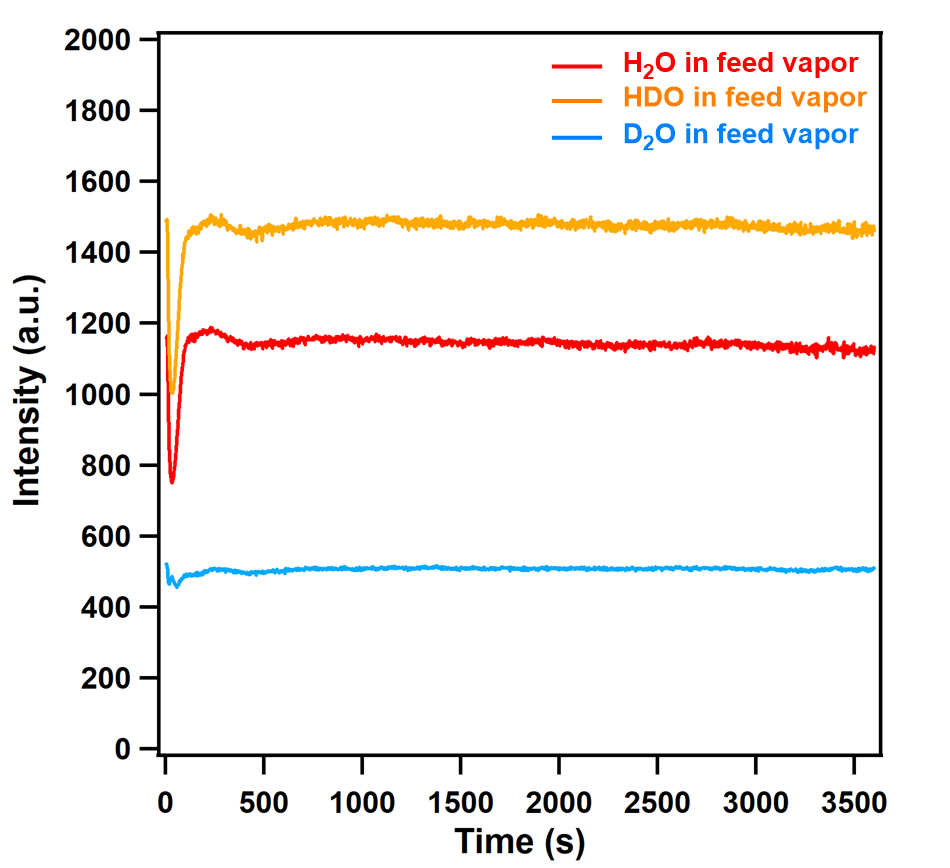 H₂O in feed vapor
HDO in feed vapor
D₂O in feed vapor
Intensity (a.u.)
2000
1800
1600
1400
1200
1000
800
600
400
200
0
0 500 1000 1500 2000 2500 3000 3500
Time (s)